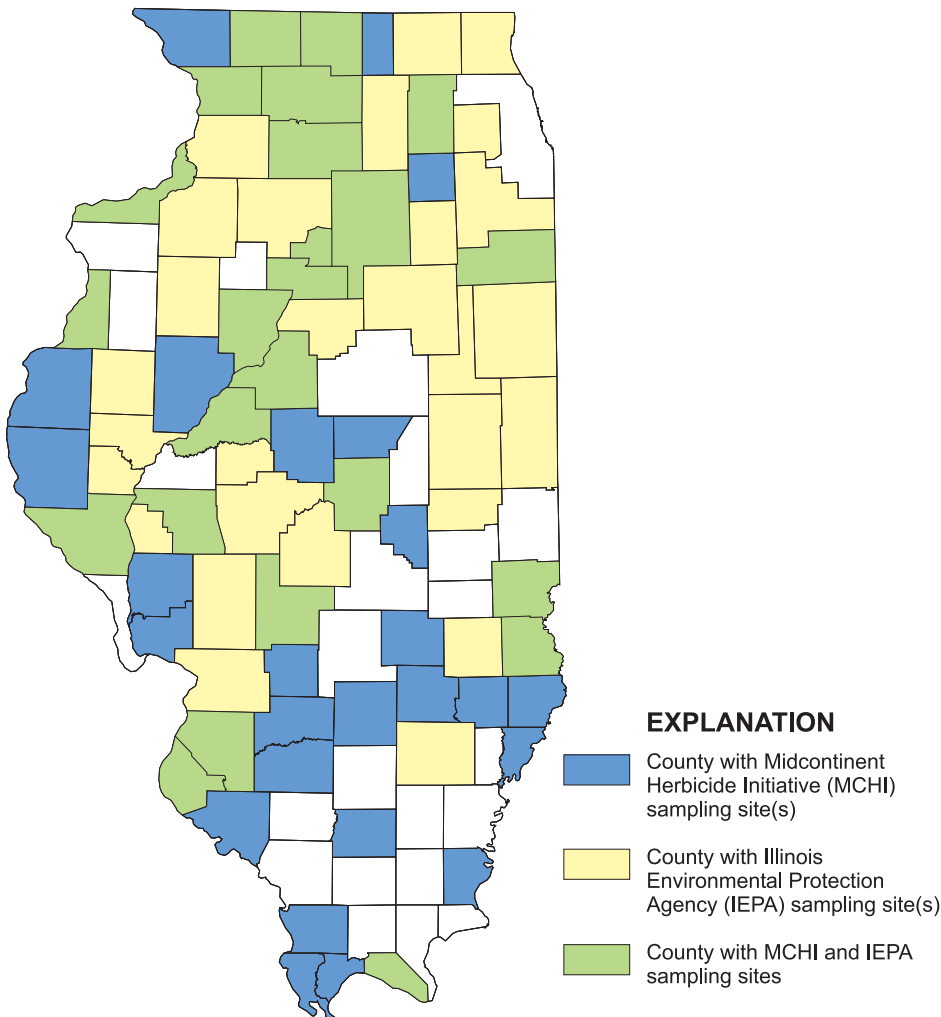 EXPLANATION
County with Midcontinent
Herbicide Initiative (MCHI)
sampling site(s)
County with Illinois
Environmental Protection
Agency (IEPA) sampling site(s)
County with MCHI and IEPA
sampling sites